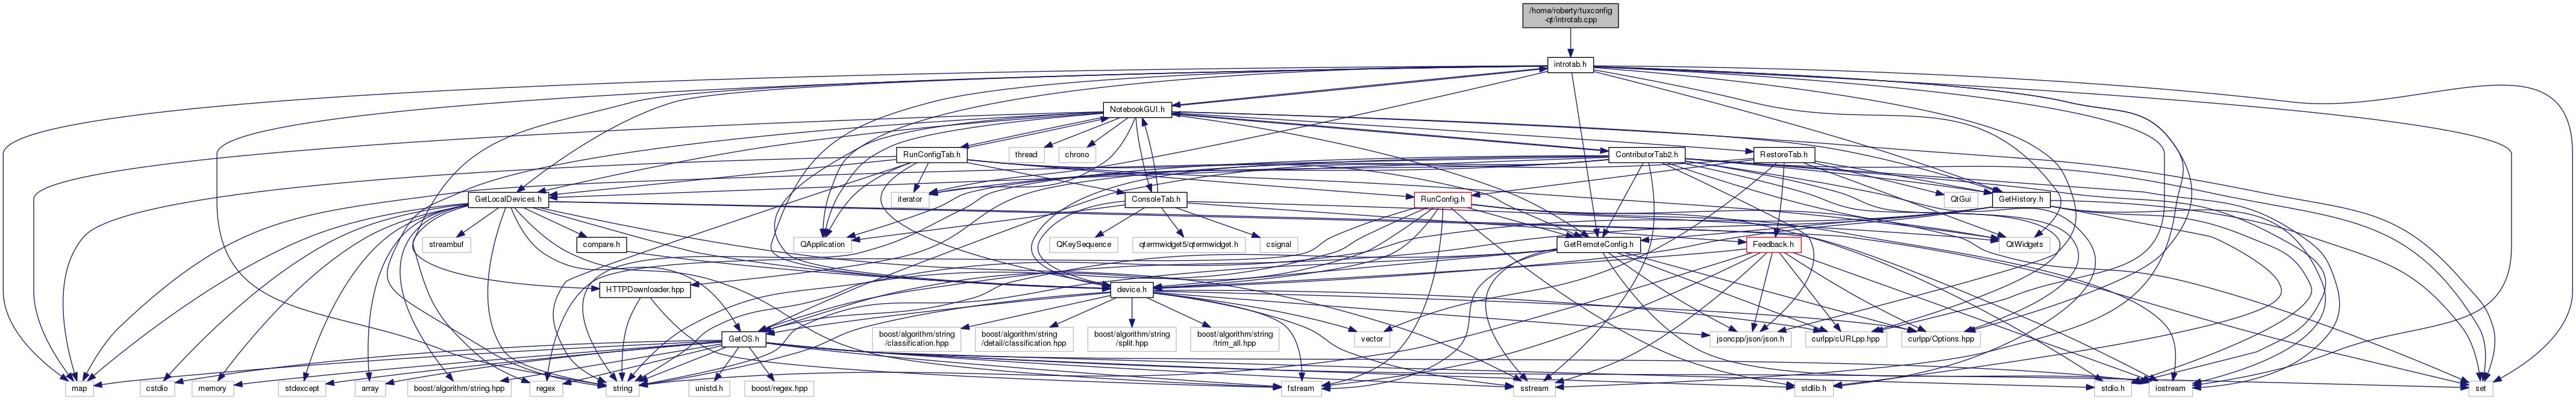 /home/roberty/tuxconfig
-qt/introtab.cpp
introtab.h
NotebookGUI.h
RunConfigTab.h
thread
chrono
ContributorTab2.h
RestoreTab.h
GetLocalDevices.h
iterator
ConsoleTab.h
RunConfig.h
QtGui
GetHistory.h
streambuf
compare.h
QApplication
QKeySequence
qtermwidget5/qtermwidget.h
csignal
GetRemoteConfig.h
Feedback.h
QtWidgets
HTTPDownloader.hpp
device.h
GetOS.h
boost/algorithm/string
/classification.hpp
boost/algorithm/string
/detail/classification.hpp
boost/algorithm/string
/split.hpp
boost/algorithm/string
/trim_all.hpp
vector
jsoncpp/json/json.h
curlpp/cURLpp.hpp
curlpp/Options.hpp
map
cstdio
memory
stdexcept
array
boost/algorithm/string.hpp
regex
string
unistd.h
boost/regex.hpp
fstream
sstream
stdlib.h
stdio.h
iostream
set